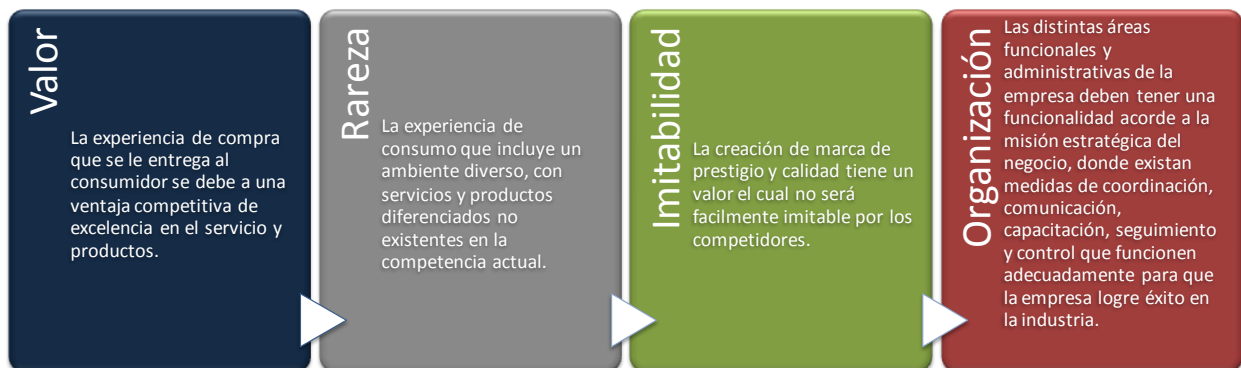 Valor
La experiencia de compra
que se le entrega al
consumidor se debe a una
ventaja competitiva de
excelencia en el servicio y
productos.
Rareza
La experiencia de
consumo que incluye un
ambiente diverso, con
servicios y productos
diferenciados no
existentes en la
competencia actual.
Imitabilidad
La creación de marca de
prestigio y calidad tiene un
valor el cual no será
facilmente imitable por los
competidores.
Organización
Las distintas áreas
funcionales y
administrativas de la
empresa deben tener una
funcionalidad acorde a la
misión estratégica del
negocio, donde existan
medidas de coordinación,
comunicación,
capacitación, seguimiento
y control que funcionen
adecuadamente para que
la empresa logre éxito en
la industria.